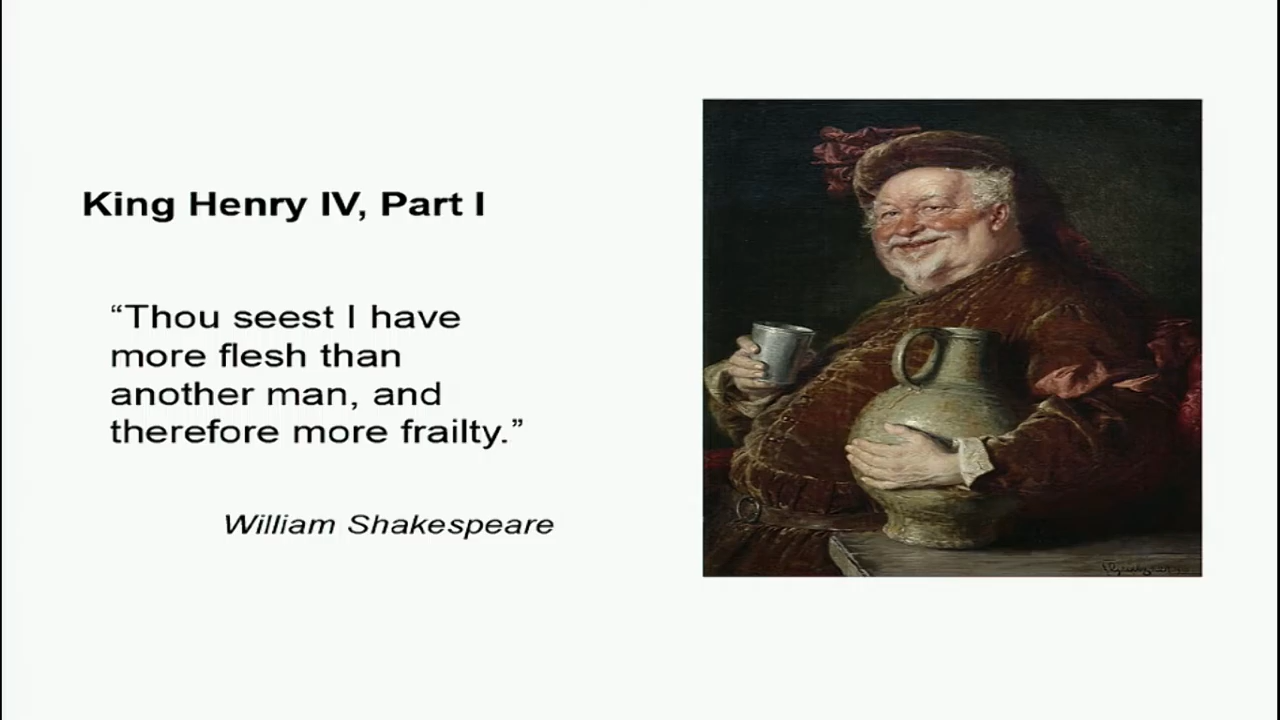 King Henry IV, Part I
“Thou seest I have
more flesh than
another man, and
therefore more frailty.”
William Shakespeare